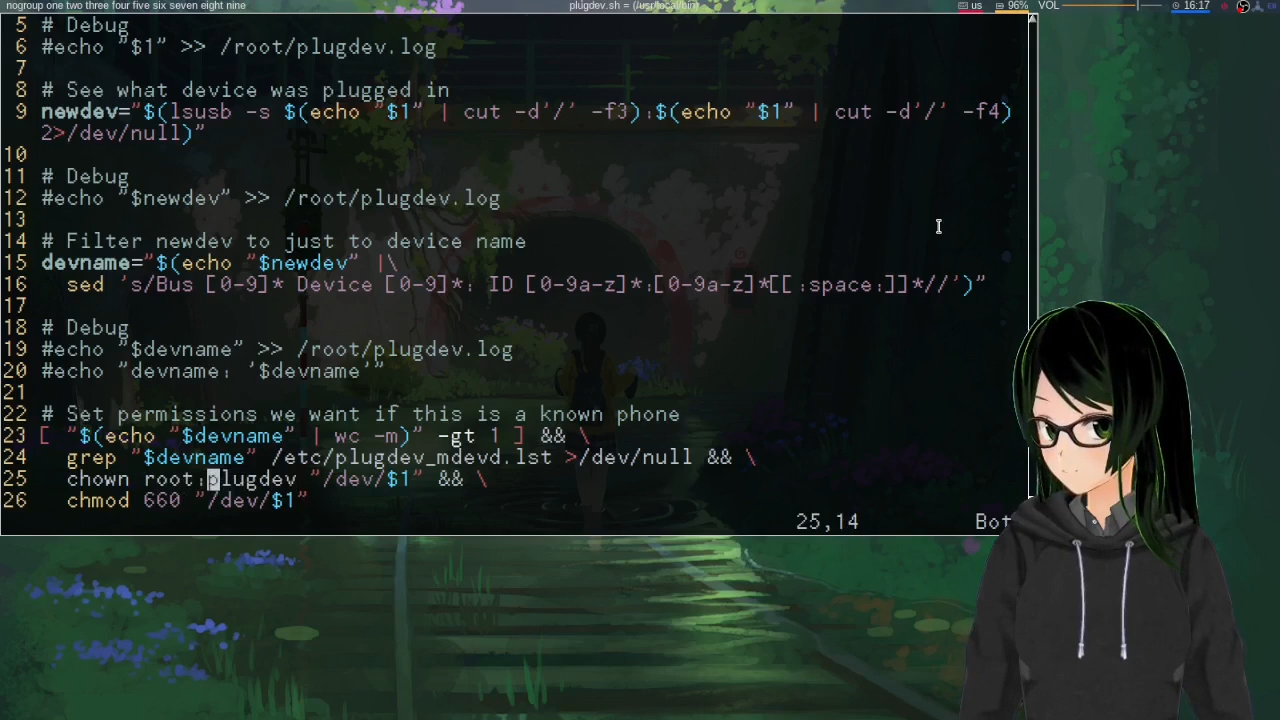 nogroup one two three four five six seven eight nine plugdev.sh = (/usr/local/bin) us 96% VOL 16:17
5 # Debug
6 #echo "$1" >> /root/plugdev.log
7
8 # See what device was plugged in
9 newdev="$(lsusb -s $(echo "$1" | cut -d'/' -f3):$(echo "$1" | cut -d'/' -f4)
2>/dev/null)"
10
11 # Debug
12 #echo "$newdev" >> /root/plugdev.log
13
14 # Filter newdev to just to device name
15 devname="$(echo "$newdev" |\
16   sed 's/Bus [0-9]* Device [0-9]*: ID [0-9a-z]*:[0-9a-z]*[[:space:]]*//')"
17
18 # Debug
19 #echo "$devname" >> /root/plugdev.log
20 #echo "devname: '$devname'"
21
22 # Set permissions we want if this is a known phone
23 [ "$(echo "$devname" | wc -m)" -gt 1 ] && \
24   grep "$devname" /etc/plugdev_mdevd.lst >/dev/null && \
25   chown root:plugdev "/dev/$1" && \
26   chmod 660 "/dev/$1"
25,14 Bot